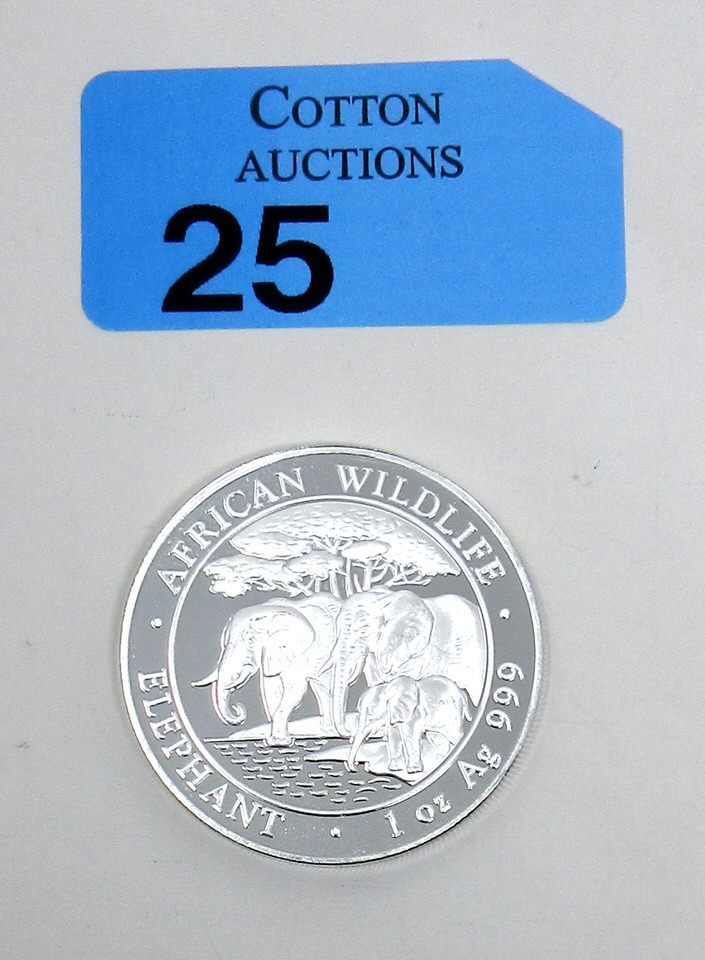 COTTON
AUCTIONS
25
· AFRICAN WILDLIFE ·
ELEPHANT · 1 oz Ag 999